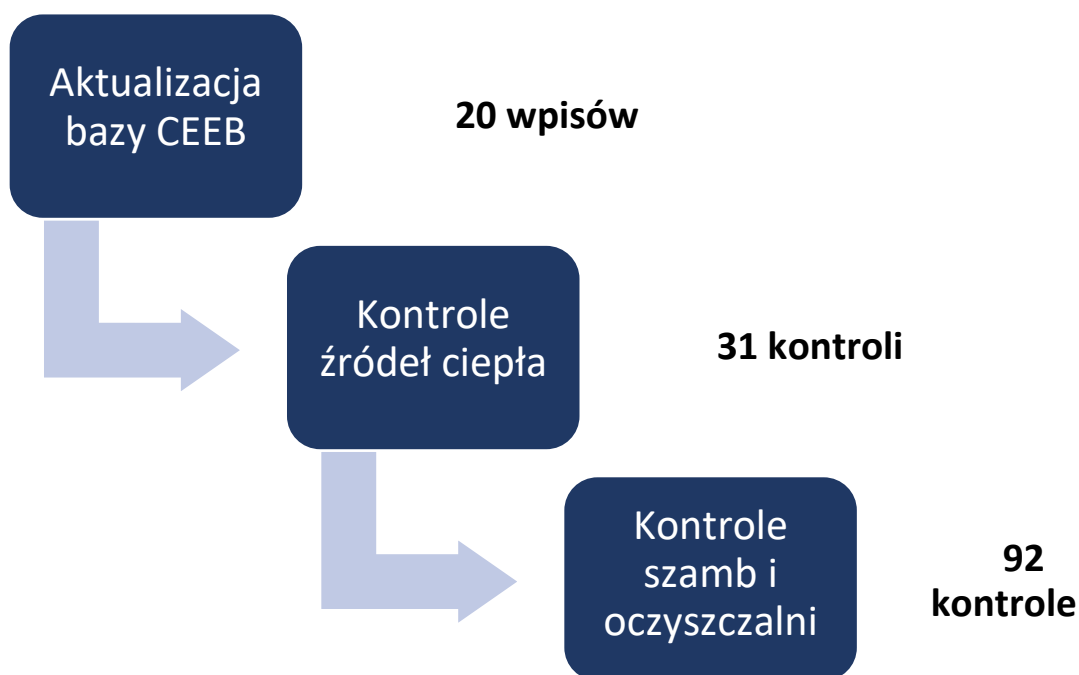 Aktualizacja
bazy CEEB
20 wpisów
Kontrole
źródeł ciepła
31 kontroli
Kontrole
szamb i
oczyszczalni
92
kontrole